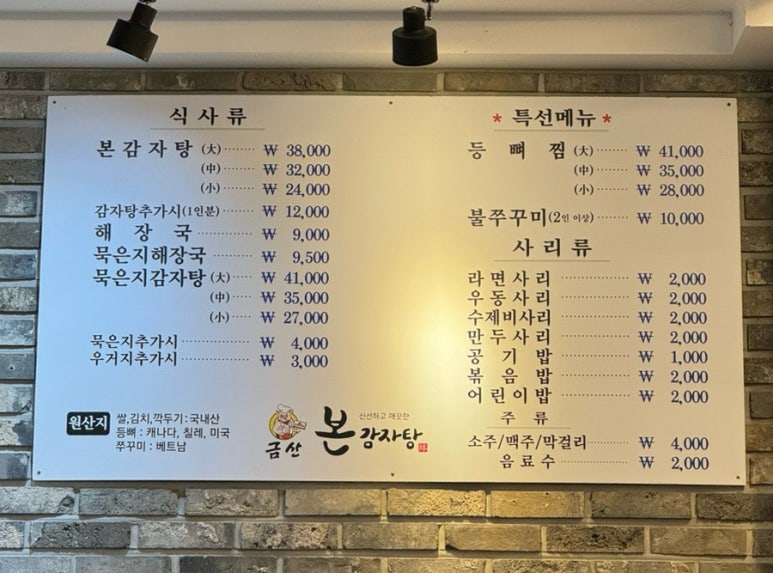 식사류
본감자탕 (大) ₩ 38,000
(中) ₩ 32,000
(小) ₩ 24,000
감자탕추가시(1인분) ₩ 12,000
해장국 ₩ 9,000
묵은지해장국 ₩ 9,500
묵은지감자탕 (大) ₩ 41,000
(中) ₩ 35,000
(小) ₩ 27,000
묵은지추가시 ₩ 4,000
우거지추가시 ₩ 3,000
원산지
쌀,김치,깍두기 : 국내산
등뼈 : 캐나다, 칠레, 미국
쭈꾸미 : 베트남
금산
신선하고 깨끗한
본감자탕
* 특선메뉴 *
등뼈찜 (大) ₩ 41,000
(中) ₩ 35,000
(小) ₩ 28,000
불쭈꾸미(2인 이상) ₩ 10,000
사리류
라면사리 ₩ 2,000
우동사리 ₩ 2,000
수제비사리 ₩ 2,000
만두사리 ₩ 2,000
공기밥 ₩ 1,000
볶음밥 ₩ 2,000
어린이밥 ₩ 2,000
주류
소주/맥주/막걸리 ₩ 4,000
음료수 ₩ 2,000